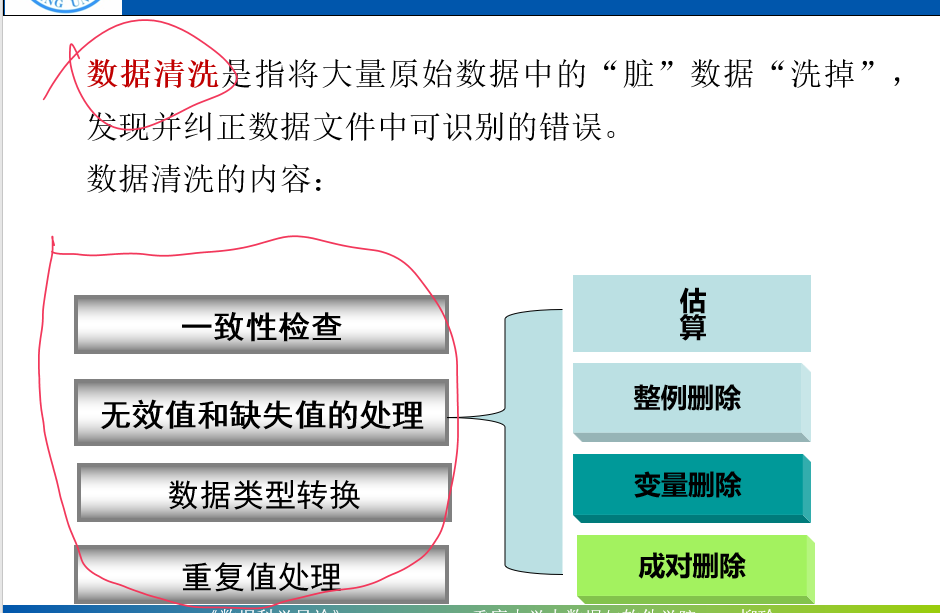 数据清洗是指将大量原始数据中的“脏”数据“洗掉”，
发现并纠正数据文件中可识别的错误。
数据清洗的内容：
一致性检查
无效值和缺失值的处理
数据类型转换
重复值处理
估
算
整例删除
变量删除
成对删除